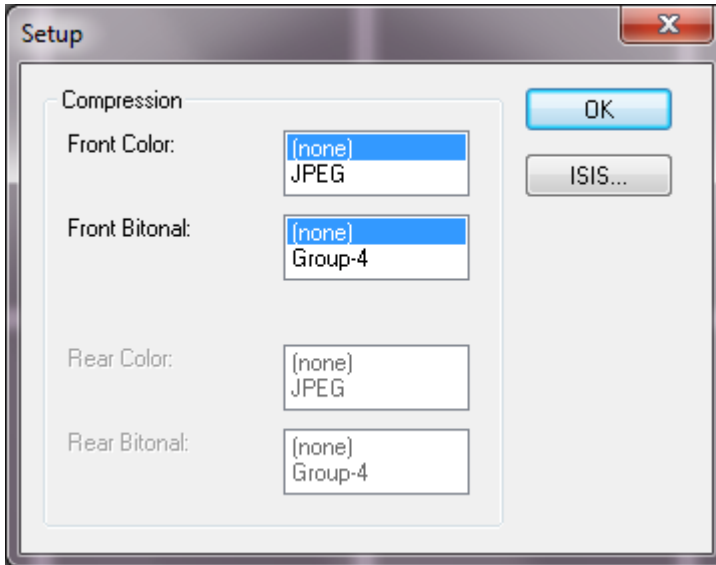 Setup
Compression
Front Color:
(none)
JPEG
Front Bitonal:
(none)
Group-4
Rear Color:
(none)
JPEG
Rear Bitonal:
(none)
Group-4
OK
ISIS...